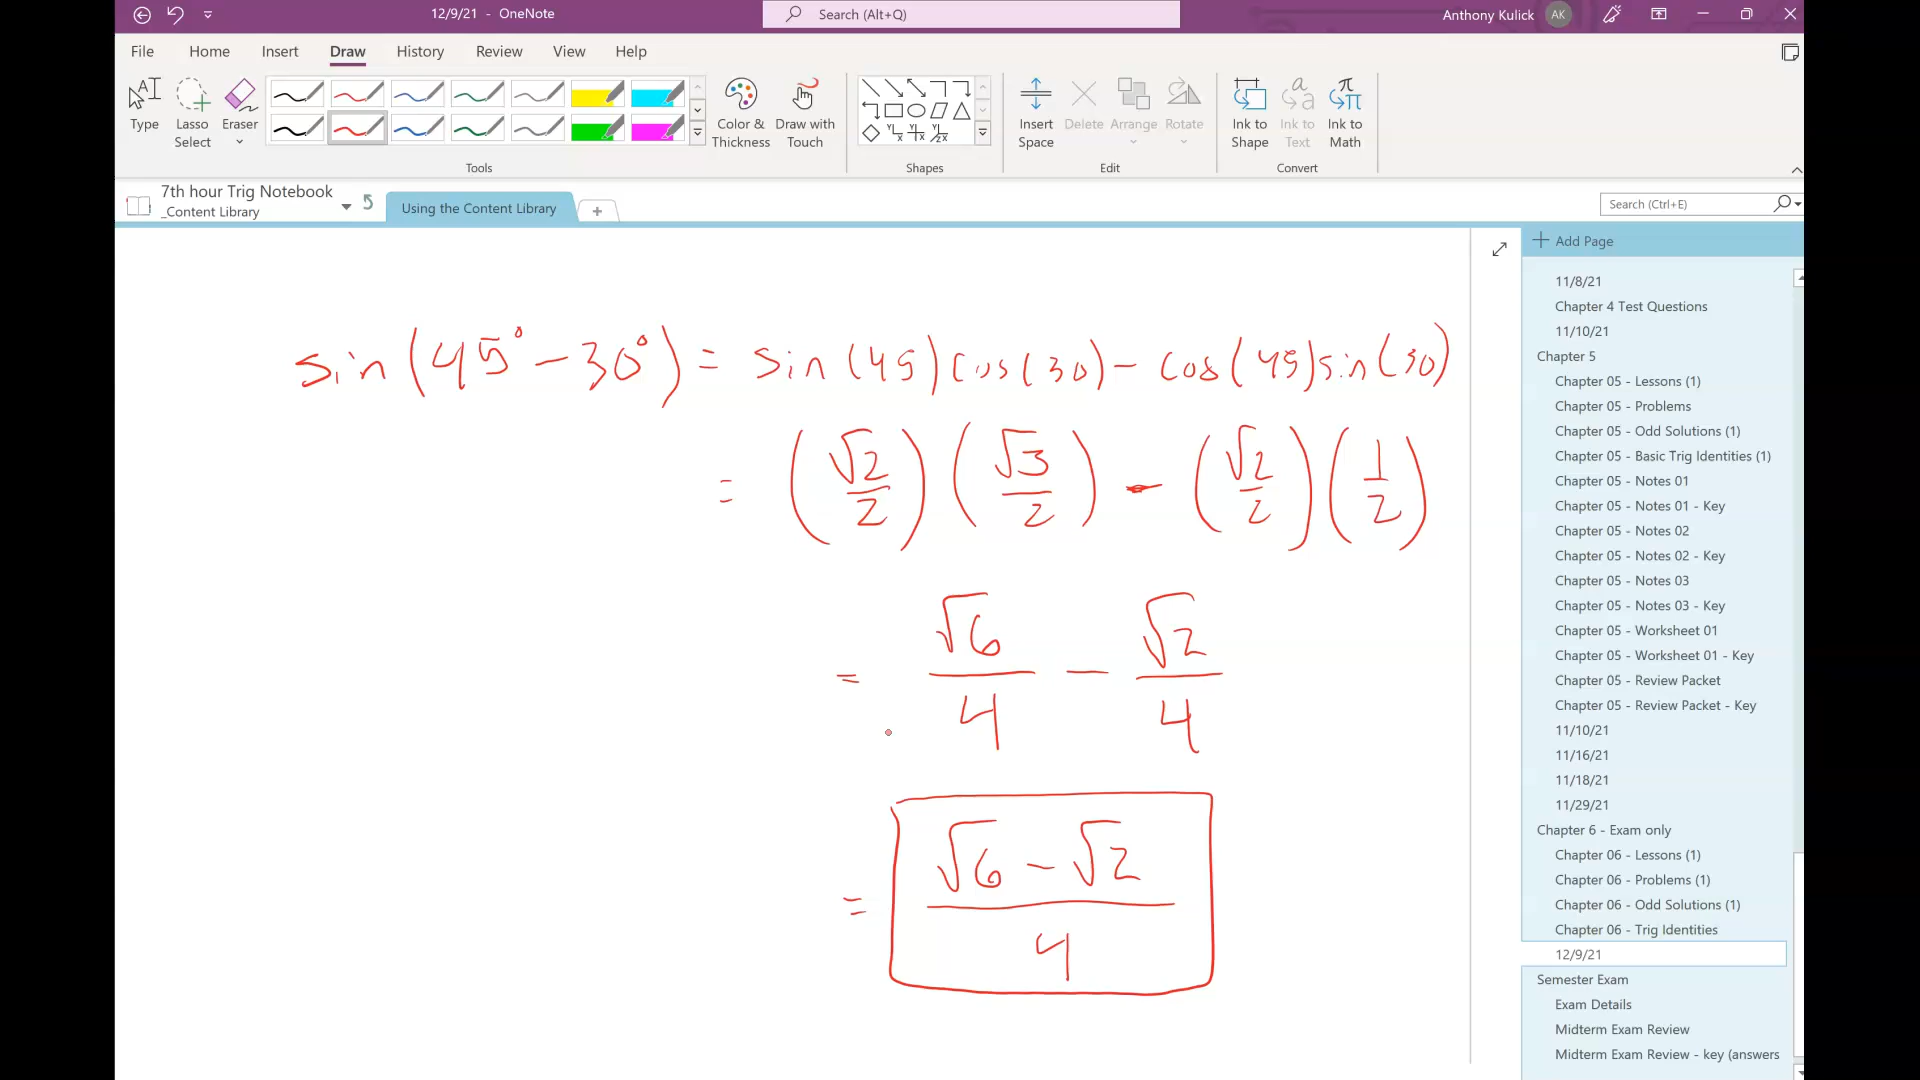 12/9/21 - OneNote
Search (Alt+Q)
Anthony Kulick AK
File Home Insert Draw History Review View Help
Type
Lasso Select
Eraser
Color & Thickness
Draw with Touch
Insert Space
Delete
Arrange
Rotate
Ink to Shape
Ink to Text
Ink to Math
Tools
Shapes
Edit
Convert
7th hour Trig Notebook
_Content Library
Using the Content Library
Search (Ctrl+E)
sin(45° - 30°) = sin(45)cos(30) - cos(45)sin(30)
= (√2/2)(√3/2) - (√2/2)(1/2)
= √6/4 - √2/4
= (√6 - √2)/4
Add Page
11/8/21
Chapter 4 Test Questions
11/10/21
Chapter 5
Chapter 05 - Lessons (1)
Chapter 05 - Problems
Chapter 05 - Odd Solutions (1)
Chapter 05 - Basic Trig Identities (1)
Chapter 05 - Notes 01
Chapter 05 - Notes 01 - Key
Chapter 05 - Notes 02
Chapter 05 - Notes 02 - Key
Chapter 05 - Notes 03
Chapter 05 - Notes 03 - Key
Chapter 05 - Worksheet 01
Chapter 05 - Worksheet 01 - Key
Chapter 05 - Review Packet
Chapter 05 - Review Packet - Key
11/10/21
11/16/21
11/18/21
11/29/21
Chapter 6 - Exam only
Chapter 06 - Lessons (1)
Chapter 06 - Problems (1)
Chapter 06 - Odd Solutions (1)
Chapter 06 - Trig Identities
12/9/21
Semester Exam
Exam Details
Midterm Exam Review
Midterm Exam Review - key (answers